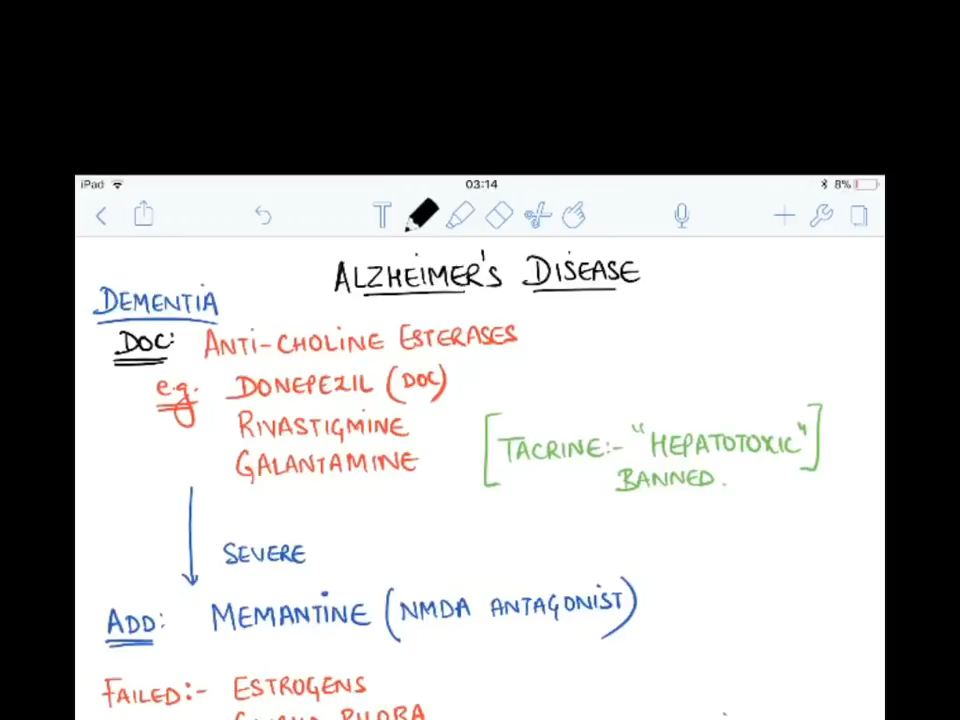 iPad 03:14 8%
T
ALZHEIMER'S DISEASE
DEMENTIA
DOC: ANTI-CHOLINE ESTERASES
e.g. DONEPEZIL (DOC)
RIVASTIGMINE
GALANTAMINE
[TACRINE:- "HEPATOTOXIC"]
BANNED.
SEVERE
ADD: MEMANTINE (NMDA ANTAGONIST)
FAILED:- ESTROGENS